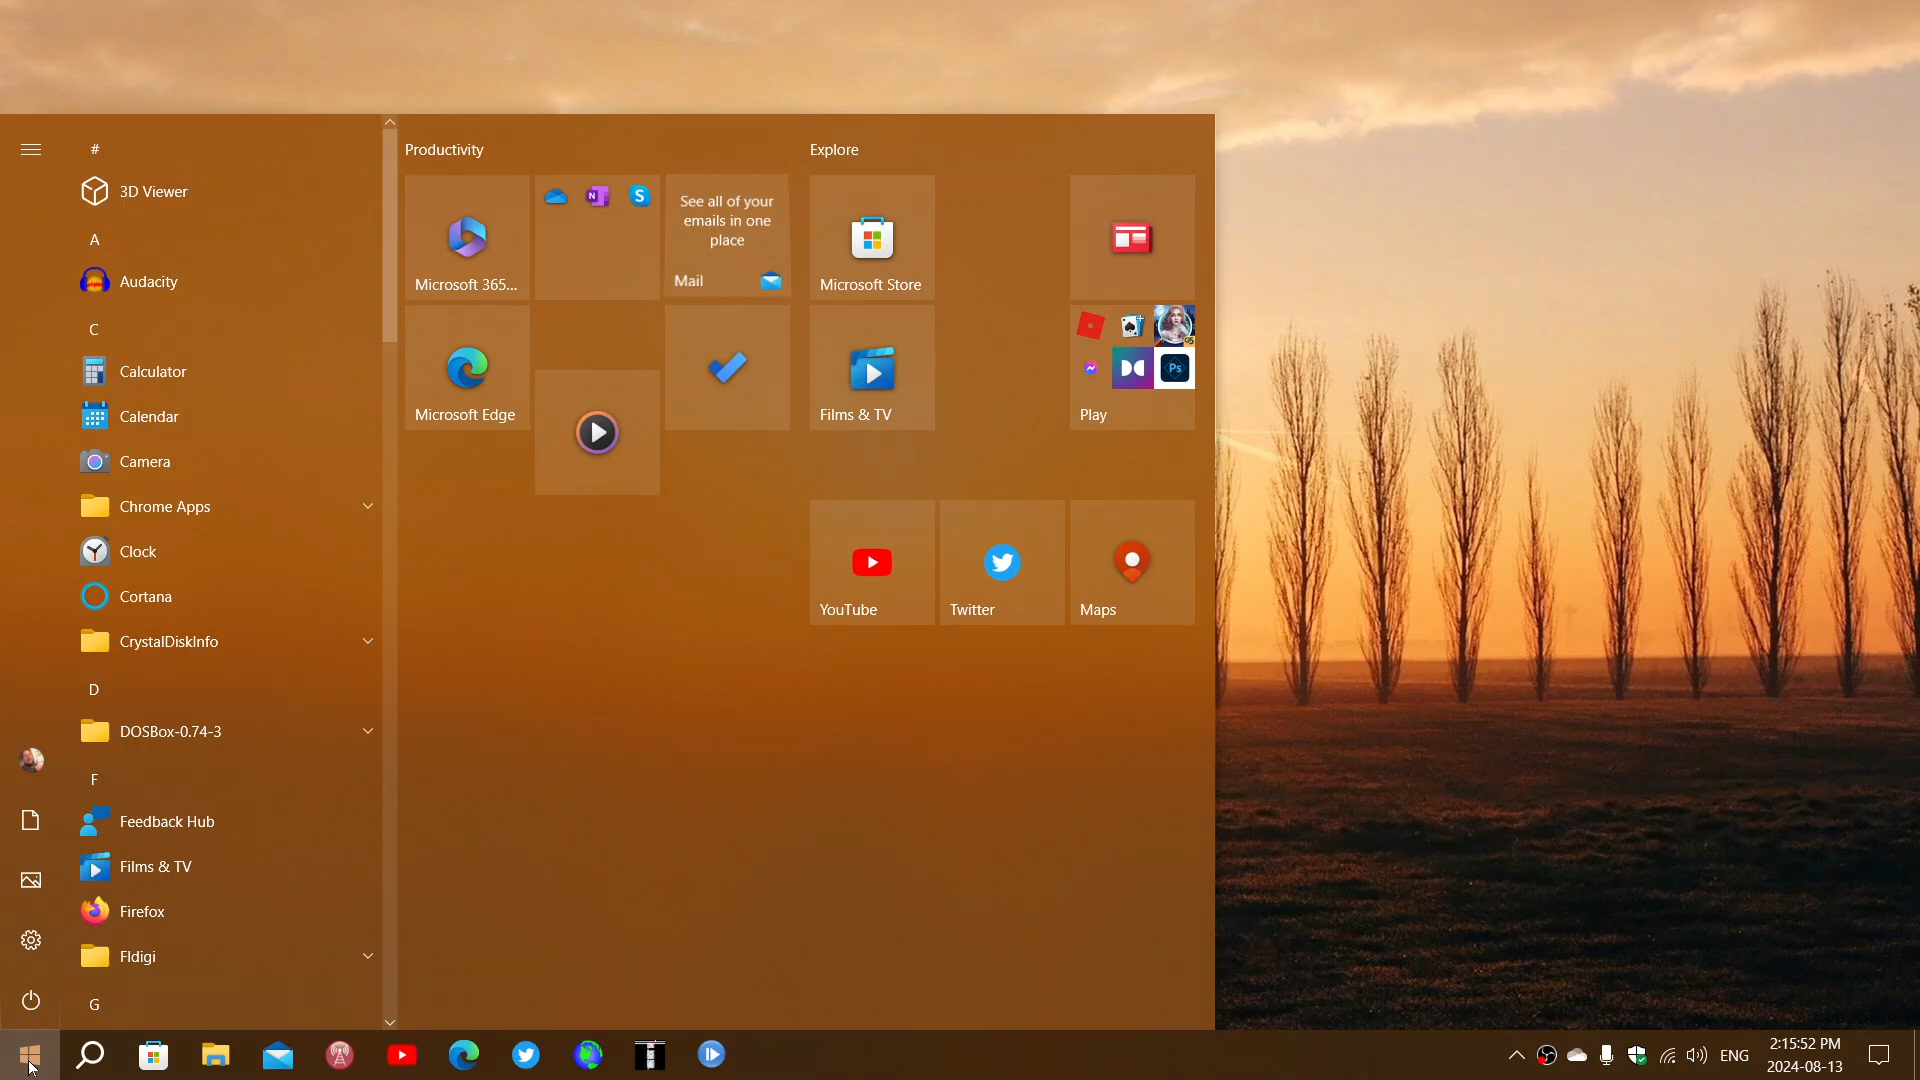 #
3D Viewer
A
Audacity
C
Calculator
Calendar
Camera
Chrome Apps
Clock
Cortana
CrystalDiskInfo
D
DOSBox-0.74-3
F
Feedback Hub
Films & TV
Firefox
Fldigi
G
Productivity
Microsoft 365...
N
S
See all of your
emails in one
place
Mail
Microsoft Edge
Explore
Microsoft Store
Films & TV
Ps
Play
YouTube
Twitter
Maps
ENG
2:15:52 PM
2024-08-13